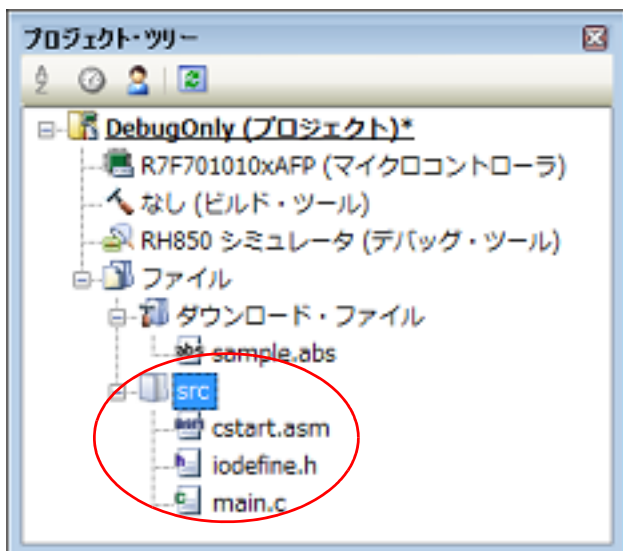 プロジェクト・ツリー
DebugOnly (プロジェクト)*
R7F701010xAFP (マイクロコントローラ)
なし (ビルド・ツール)
RH850 シミュレータ (デバッグ・ツール)
ファイル
ダウンロード・ファイル
sample.abs
src
cstart.asm
iodefine.h
main.c